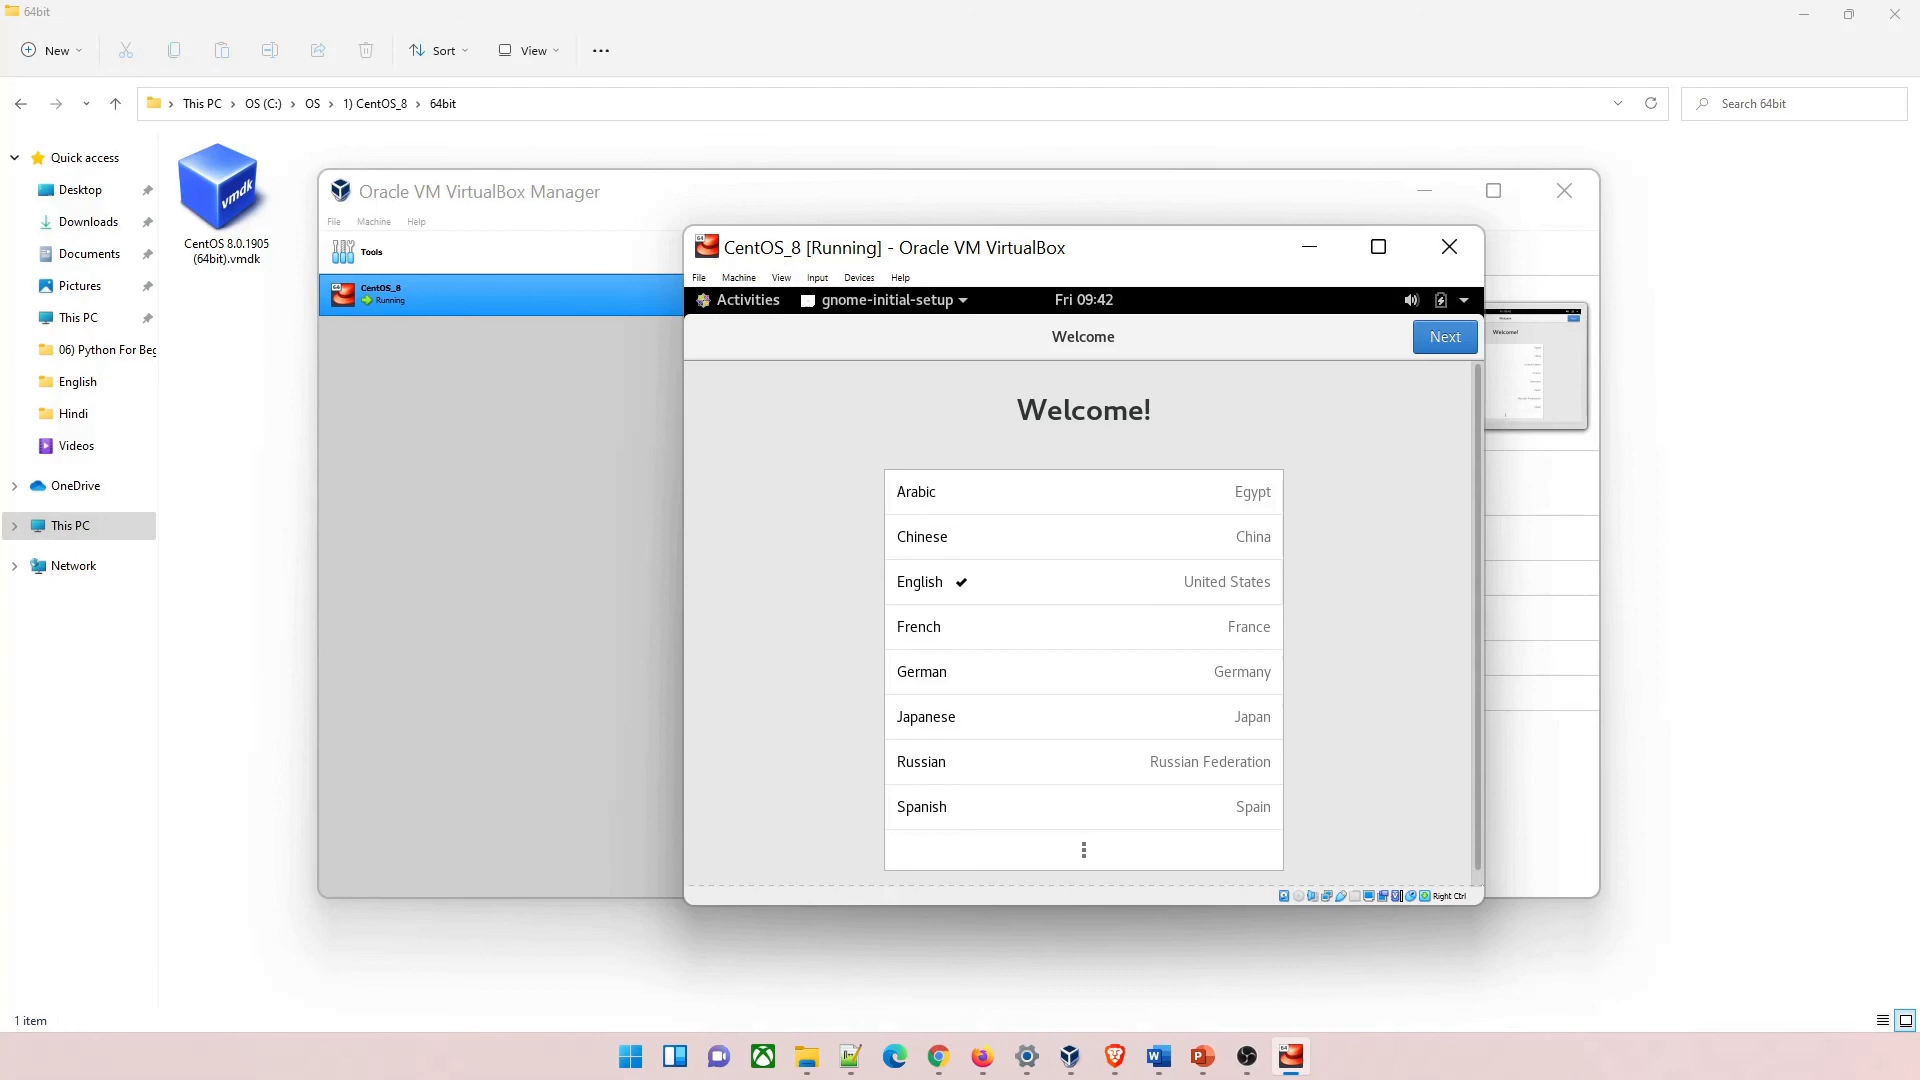 64bit
New
Sort
View
This PC
OS (C:)
OS
1) CentOS_8
64bit
Search 64bit
Quick access
Desktop
Downloads
Documents
Pictures
This PC
06) Python For Beg
English
Hindi
Videos
OneDrive
This PC
Network
1 item
vmdk
CentOS 8.0.1905
(64bit).vmdk
Oracle VM VirtualBox Manager
File Machine Help
Tools
CentOS_8
Running
CentOS_8 [Running] - Oracle VM VirtualBox
File Machine View Input Devices Help
Activities gnome-initial-setup Fri 09:42
Welcome Next
Welcome!
Arabic Egypt
Chinese China
English United States
French France
German Germany
Japanese Japan
Russian Russian Federation
Spanish Spain
Right Ctrl